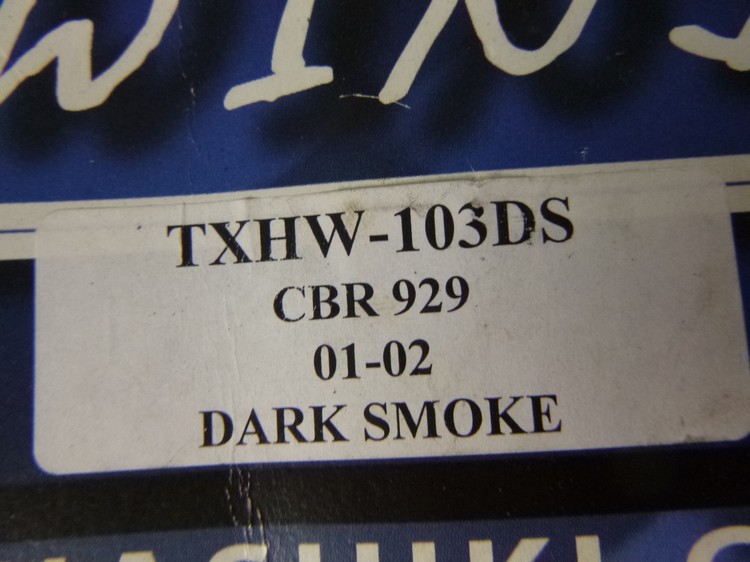 TXHW-103DS
CBR 929
01-02
DARK SMOKE